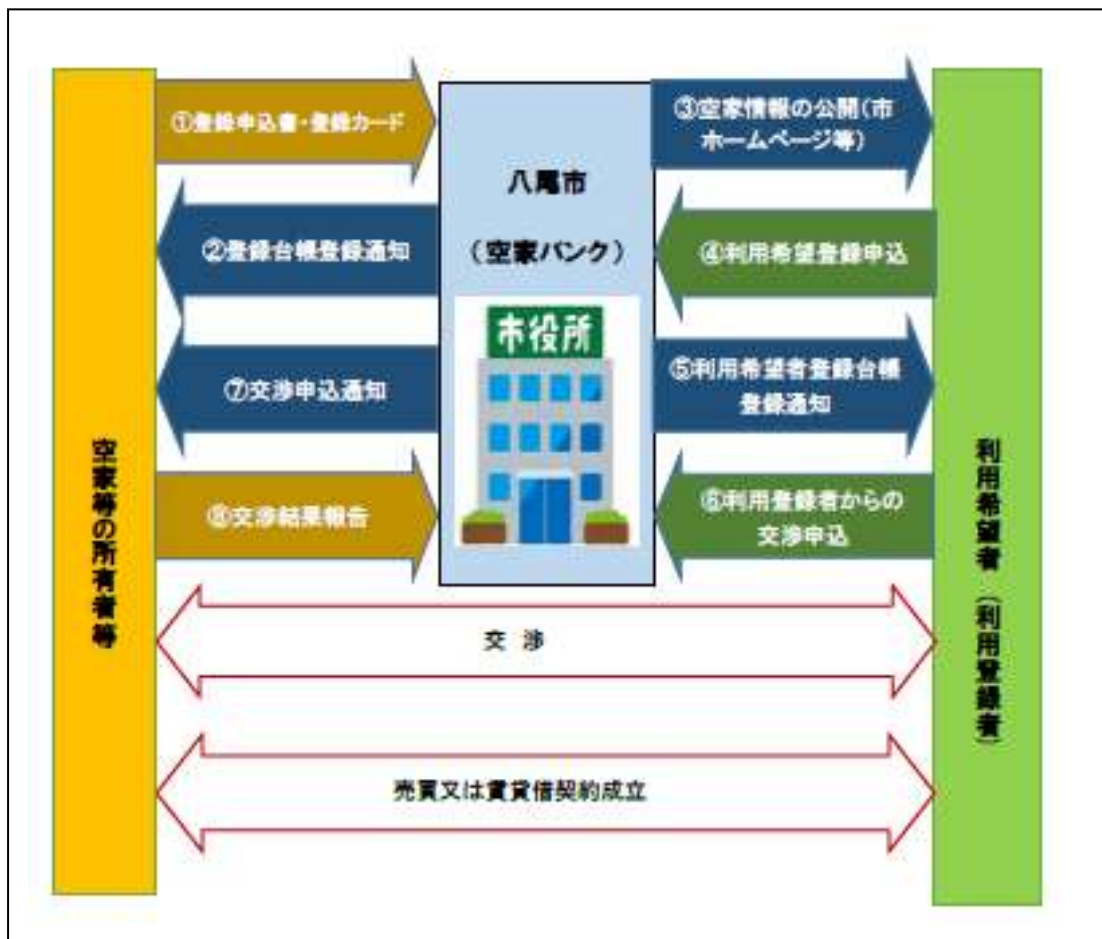 ①登録申込書・登録カード
②登録台帳登録通知
⑦交渉申込通知
⑧交渉結果報告
空家等の所有者等
八尾市
(空家バンク)
市役所
③空家情報の公開(市
ホームページ等)
④利用希望登録申込
⑤利用希望者登録台帳
登録通知
⑥利用登録者からの
交渉申込
利用希望者(利用登録者)
交 渉
売買又は賃貸借契約成立